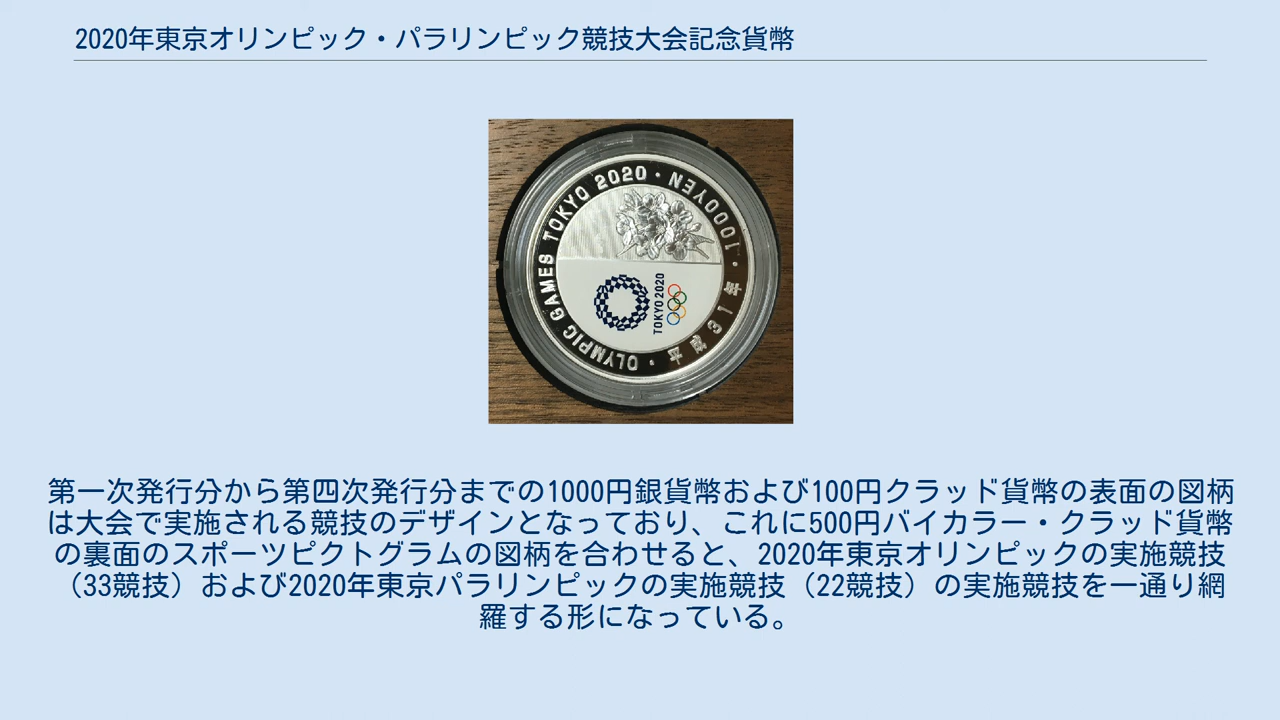 2020年東京オリンピック・パラリンピック競技大会記念貨幣
OLYMPIC GAMES TOKYO 2020・1000YEN・
TOKYO 2020
第一次発行分から第四次発行分までの1000円銀貨幣および100円クラッド貨幣の表面の図柄
は大会で実施される競技のデザインとなっており、これに500円バイカラー・クラッド貨幣
の裏面のスポーツピクトグラムの図柄を合わせると、2020年東京オリンピックの実施競技
（33競技）および2020年東京パラリンピックの実施競技（22競技）の実施競技を一通り網
羅する形になっている。